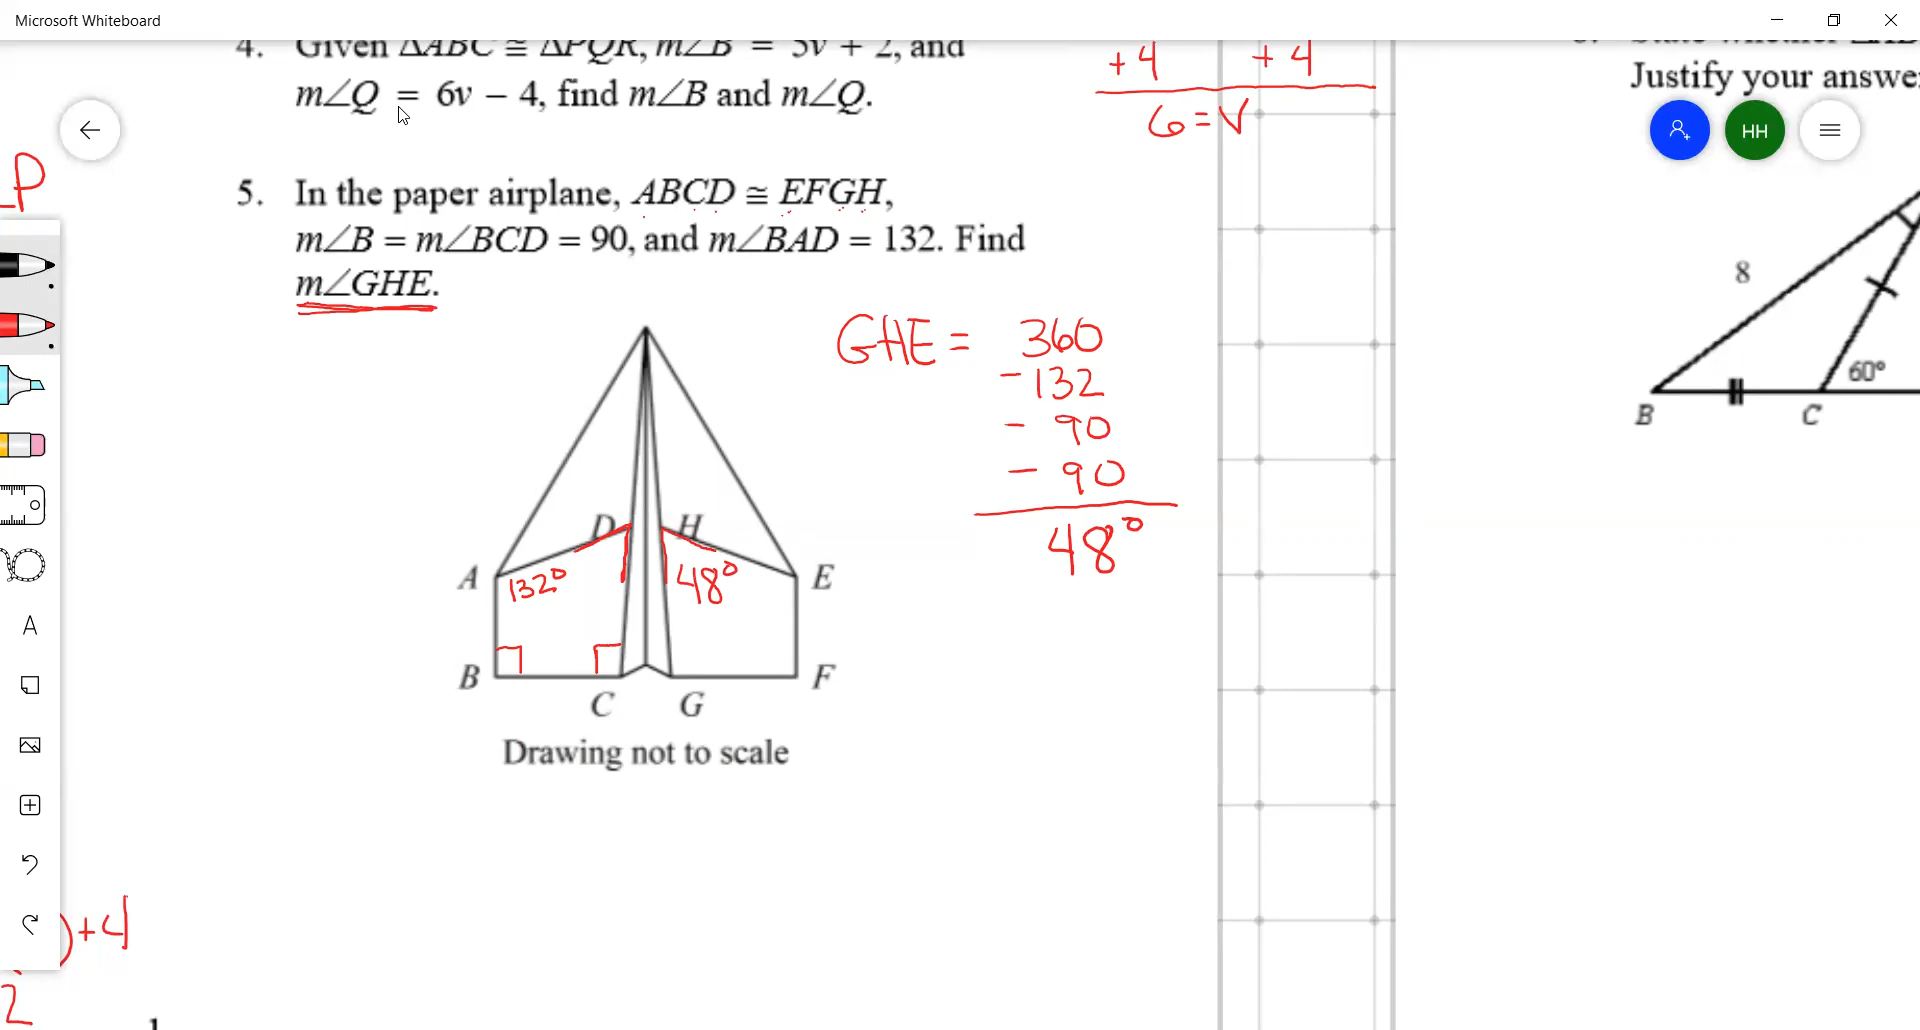 Microsoft Whiteboard
4. Given ΔABC ≅ ΔPQR, m∠B = 5v + 2, and
m∠Q = 6v − 4, find m∠B and m∠Q.
+4 +4
6=V
Justify your answe
HH
P
5. In the paper airplane, ABCD ≅ EFGH,
m∠B = m∠BCD = 90, and m∠BAD = 132. Find
m∠GHE.
GHE = 360
-132
- 90
- 90
48°
8
60°
B C
D H
A 132° 48° E
B F
C G
Drawing not to scale
A
)+4
2